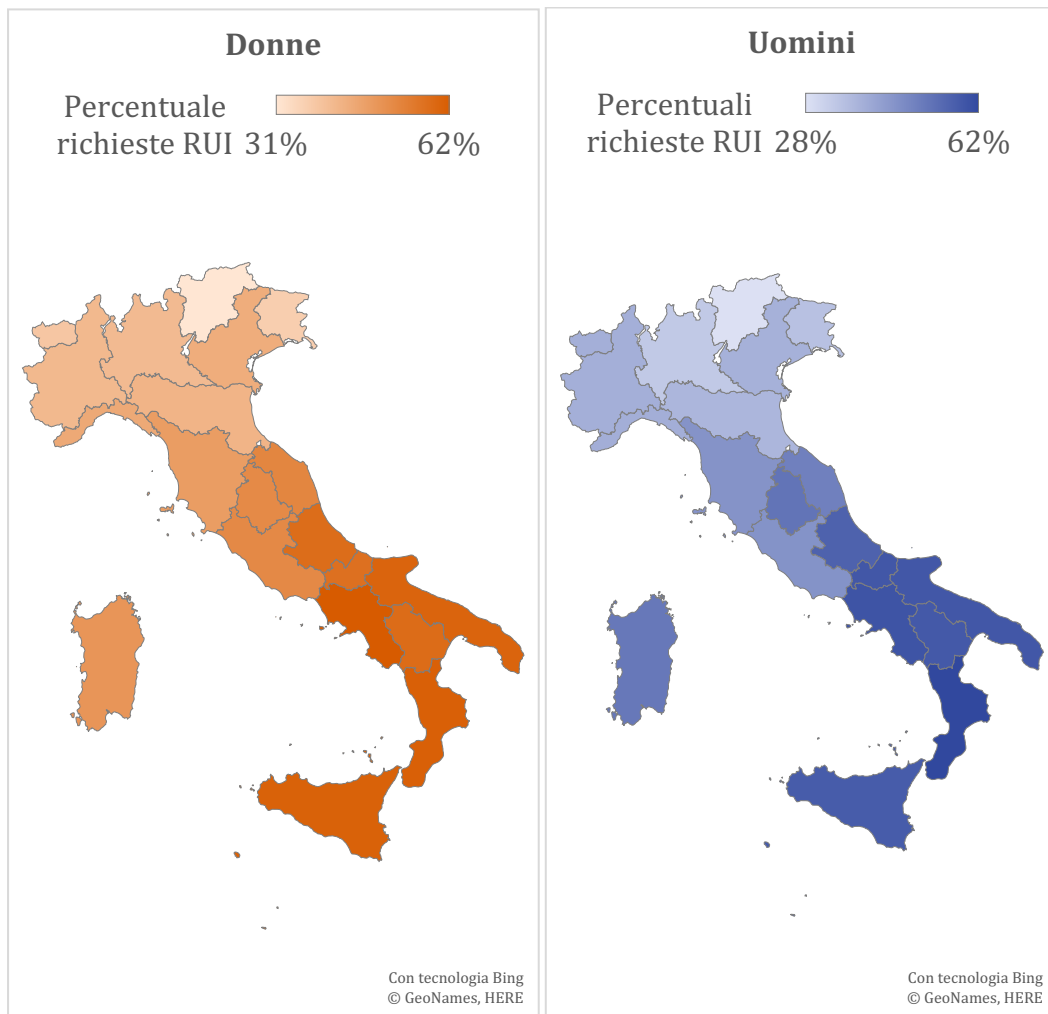 Donne
Percentuale
richieste RUI 31% 62%
Con tecnologia Bing
© GeoNames, HERE
Uomini
Percentuali
richieste RUI 28% 62%
Con tecnologia Bing
© GeoNames, HERE